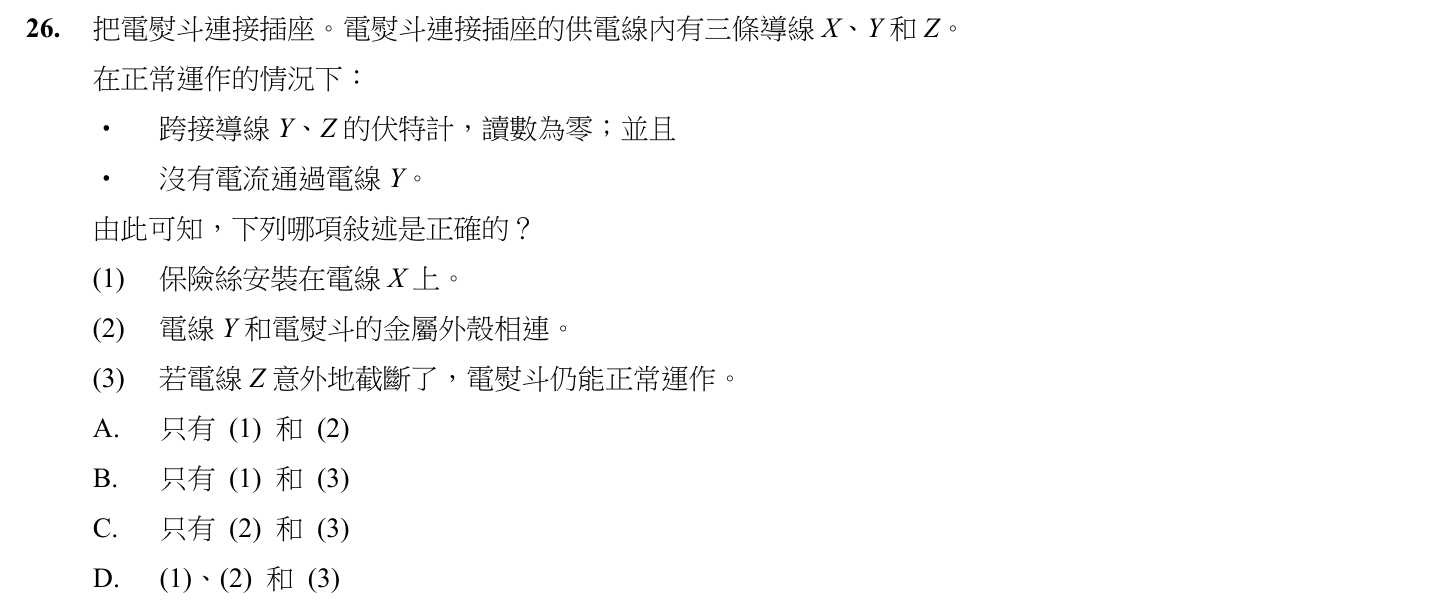 26. 把電熨斗連接插座。電熨斗連接插座的供電線內有三條導線 X、Y 和 Z。
在正常運作的情況下：
• 跨接導線 Y、Z 的伏特計，讀數為零；並且
• 沒有電流通過電線 Y。
由此可知，下列哪項敍述是正確的？
(1) 保險絲安裝在電線 X 上。
(2) 電線 Y 和電熨斗的金屬外殼相連。
(3) 若電線 Z 意外地截斷了，電熨斗仍能正常運作。
A. 只有 (1) 和 (2)
B. 只有 (1) 和 (3)
C. 只有 (2) 和 (3)
D. (1)、(2) 和 (3)